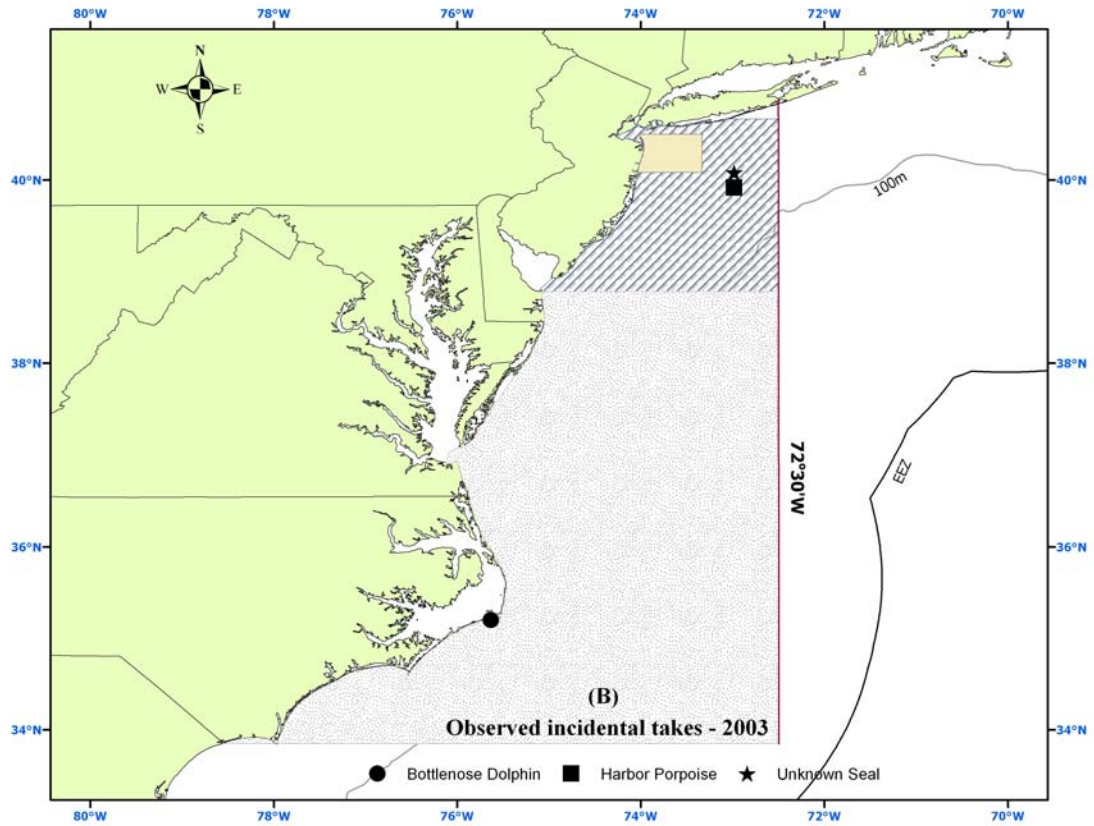 80°W 78°W 76°W 74°W 72°W 70°W
N
W E
S
40°N 40°N
100m
38°N 38°N
72°30'W
EEZ
36°N 36°N
(B)
34°N 34°N
Observed incidental takes - 2003
Bottlenose Dolphin Harbor Porpoise Unknown Seal
80°W 78°W 76°W 74°W 72°W 70°W